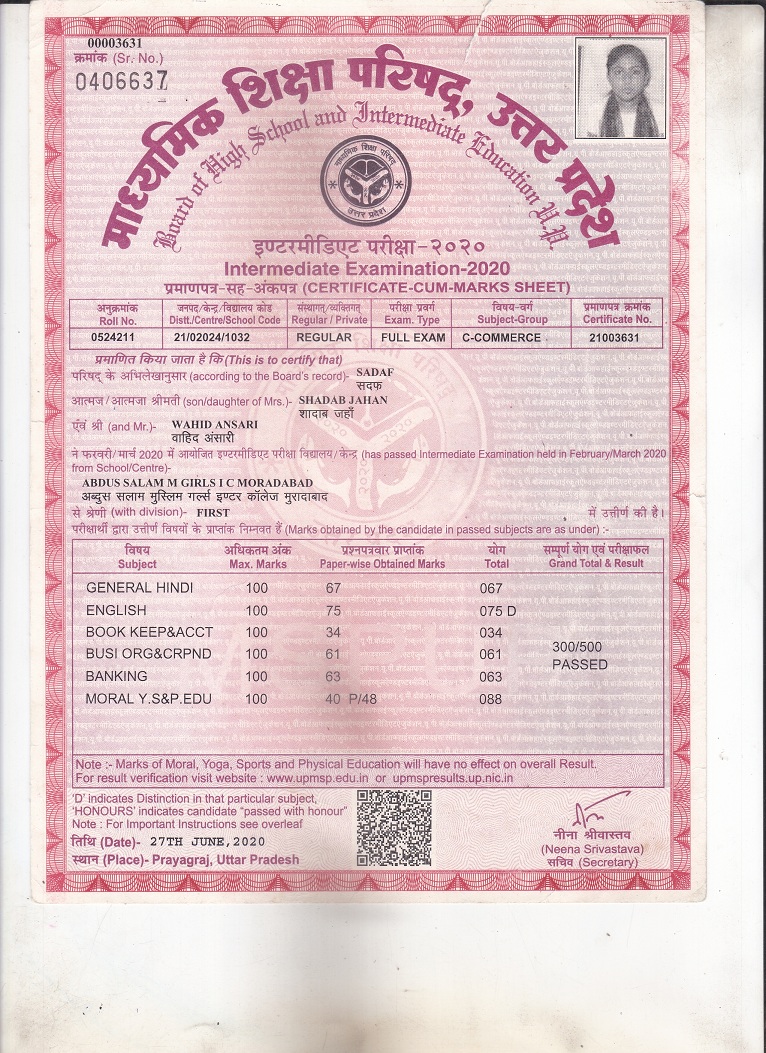 00003631
क्रमांक (Sr. No.)
0406637
माध्यमिक शिक्षा परिषद्, उत्तर प्रदेश
Board of High School and Intermediate Education U.P.
माध्यमिक शिक्षा परिषद्
उत्तर प्रदेश
इण्टरमीडिएट परीक्षा-२०२०
Intermediate Examination-2020
प्रमाणपत्र-सह-अंकपत्र (CERTIFICATE-CUM-MARKS SHEET)
अनुक्रमांक जनपद/केन्द्र/विद्यालय कोड संस्थागत/व्यक्तिगत परीक्षा प्रवर्ग विषय-वर्ग प्रमाणपत्र क्रमांक
Roll No. Distt./Centre/School Code Regular / Private Exam. Type Subject-Group Certificate No.
0524211 21/02024/1032 REGULAR FULL EXAM C-COMMERCE 21003631
प्रमाणित किया जाता है कि (This is to certify that)
परिषद् के अभिलेखानुसार (according to the Board's record)- SADAF
सदफ
आत्मज/आत्मजा श्रीमती (son/daughter of Mrs.)- SHADAB JAHAN
शादाब जहाँ
एवं श्री (and Mr.)- WAHID ANSARI
वाहिद अंसारी
ने फरवरी/मार्च 2020 में आयोजित इण्टरमीडिएट परीक्षा विद्यालय/केन्द्र (has passed Intermediate Examination held in February/March 2020
from School/Centre)-
ABDUS SALAM M GIRLS I C MORADABAD
अब्दुस सलाम मुस्लिम गर्ल्स इण्टर कॉलेज मुरादाबाद
से श्रेणी (with division)- FIRST में उत्तीर्ण की है।
परीक्षार्थी द्वारा उत्तीर्ण विषयों के प्राप्तांक निम्नवत हैं (Marks obtained by the candidate in passed subjects are as under) :-
विषय अधिकतम अंक प्रश्नपत्रवार प्राप्तांक योग सम्पूर्ण योग एवं परीक्षाफल
Subject Max. Marks Paper-wise Obtained Marks Total Grand Total & Result
GENERAL HINDI 100 67 067
ENGLISH 100 75 075 D
BOOK KEEP&ACCT 100 34 034
BUSI ORG&CRPND 100 61 061 300/500
PASSED
BANKING 100 63 063
MORAL Y.S&P.EDU 100 40 P/48 088
Note :- Marks of Moral, Yoga, Sports and Physical Education will have no effect on overall Result.
For result verification visit website : www.upmsp.edu.in or upmspresults.up.nic.in
'D' indicates Distinction in that particular subject,
'HONOURS' indicates candidate "passed with honour"
Note : For Important Instructions see overleaf
तिथि (Date)- 27TH JUNE,2020
स्थान (Place)- Prayagraj, Uttar Pradesh
नीना श्रीवास्तव
(Neena Srivastava)
सचिव (Secretary)